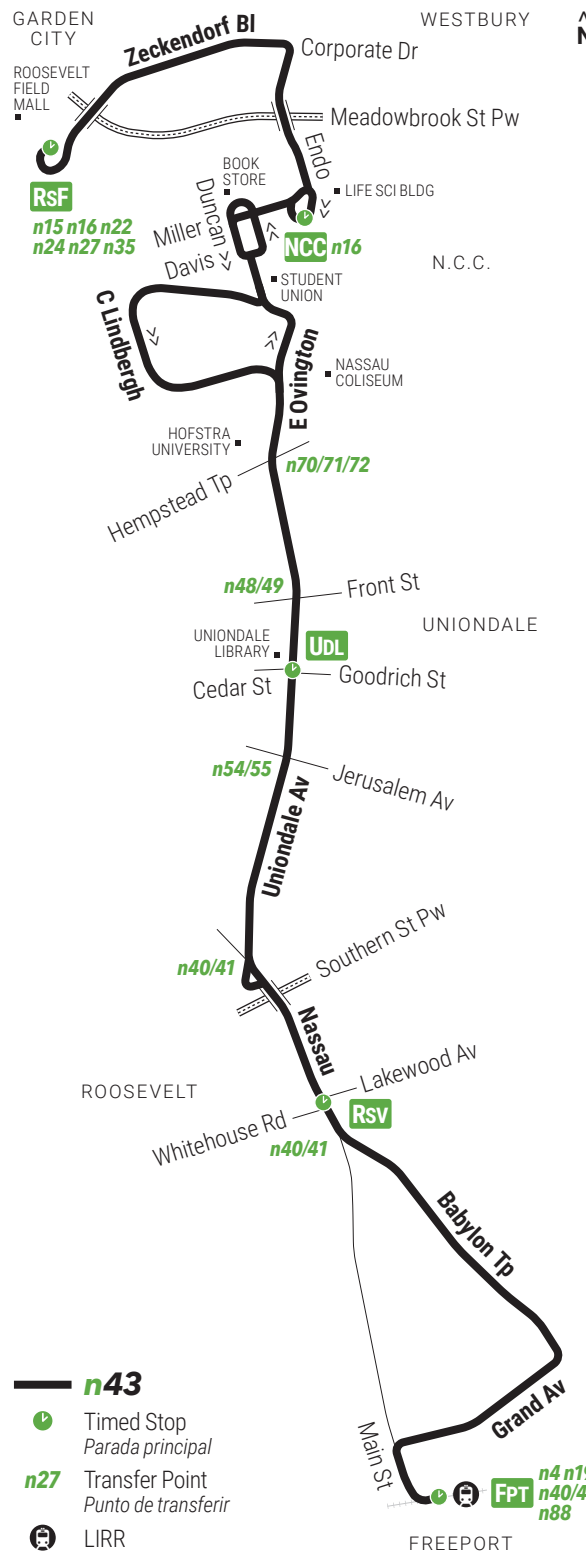 GARDEN
CITY
WESTBURY
N
Zeckendorf Bl
Corporate Dr
ROOSEVELT
FIELD
MALL
Meadowbrook St Pw
Endo
BOOK
STORE
LIFE SCI BLDG
RSF
n15 n16 n22
n24 n27 n35
Duncan
Miller
NCC n16
Davis
N.C.C.
STUDENT
UNION
C Lindbergh
E Ovington
NASSAU
COLISEUM
HOFSTRA
UNIVERSITY
n70/71/72
Hempstead Tp
n48/49
Front St
UNIONDALE
UNIONDALE
LIBRARY
UDL
Cedar St
Goodrich St
n54/55
Jerusalem Av
Uniondale Av
n40/41
Southern St Pw
Nassau
ROOSEVELT
Lakewood Av
RSV
Whitehouse Rd
n40/41
Babylon Tp
Grand Av
Main St
n43
Timed Stop
Parada principal
n27 Transfer Point
Punto de transferir
LIRR
FPT
n4 n19
n40/4
n88
FREEPORT